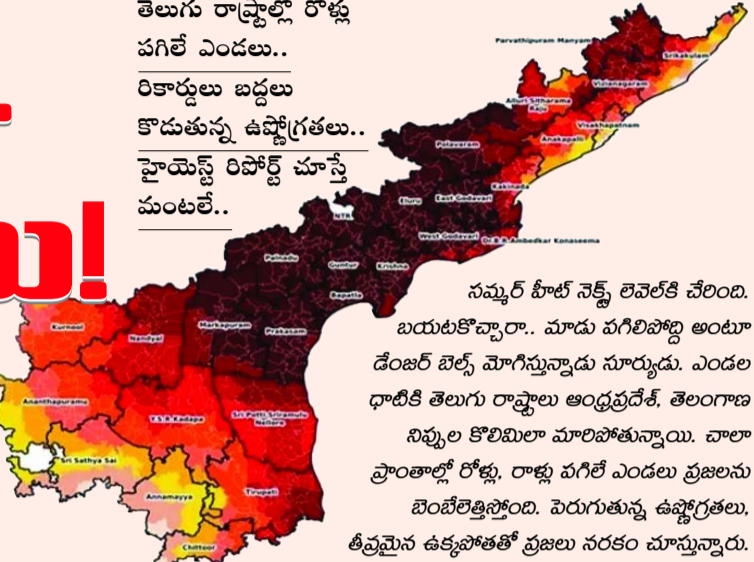 తెలుగు రాష్ట్రాల్లో రోళ్లు
పగిలే ఎండలు..
రికార్డులు బద్దలు
కొడుతున్న ఉష్ణోగ్రతలు..
హైయెస్ట్ రిపోర్ట్ చూస్తే
మంటలే..
Parvathipuram Manyam
Srikakulam
Vizianagaram
Alluri Sitharama
Raju
Visakhapatnam
Anakapalli
Polavaram
Kakinada
Eluru
East Godavari
NTR
West Godavari
Dr.B.R.Ambedkar Konaseema
Palnadu
Guntur
Krishna
Bapatla
Kurnool
Nandyal
Markapuram
Prakasam
Ananthapuramu
Y.S.R.Kadapa
Sri Potti Sriramulu
Nellore
Sri Sathya Sai
Annamayya
Tirupati
Chittoor
సమ్మర్ హీట్ నెక్స్ట్ లెవెల్‌కి చేరింది.
బయటకొచ్చారా.. మాడు పగిలిపోద్ది అంటూ
డేంజర్ బెల్స్ మోగిస్తున్నాడు సూర్యుడు. ఎండల
ధాటికి తెలుగు రాష్ట్రాలు ఆంధ్రప్రదేశ్, తెలంగాణ
నిప్పుల కొలిమిలా మారిపోతున్నాయి. చాలా
ప్రాంతాల్లో రోళ్లు, రాళ్లు పగిలే ఎండలు ప్రజలను
బెంబేలెత్తిస్తోంది. పెరుగుతున్న ఉష్ణోగ్రతలు,
తీవ్రమైన ఉక్కపోతతో ప్రజలు నరకం చూస్తున్నారు.